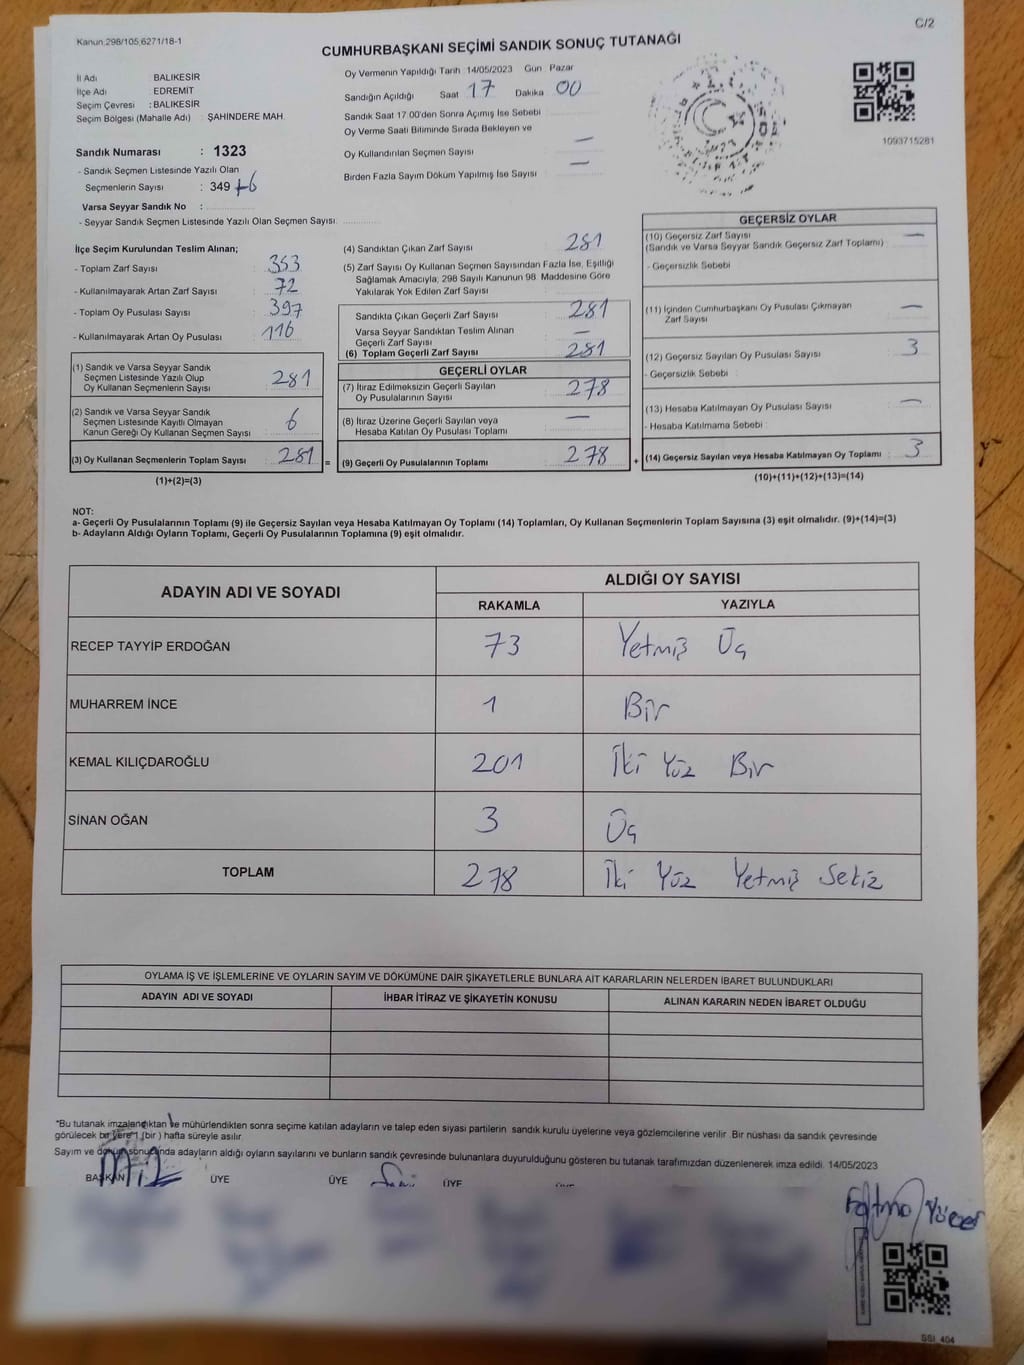 C/2
Kanun 298/105,6271/18-1
CUMHURBAŞKANI SEÇİMİ SANDIK SONUÇ TUTANAĞI
İl Adı BALIKESİR
İlçe Adı EDREMIT
Seçim Çevresi : BALIKESİR
Seçim Bölgesi (Mahalle Adı) : ŞAHİNDERE MAH.
Sandık Numarası : 1323
- Sandık Seçmen Listesinde Yazılı Olan
Seçmenlerin Sayısı : 349 +6
Varsa Seyyar Sandık No :
- Seyyar Sandık Seçmen Listesinde Yazılı Olan Seçmen Sayısı:
Oy Vermenin Yapıldığı Tarih 14/05/2023 Gün Pazar
Sandığın Açıldığı Saat 17 Dakika 00
Sandık Saat 17.00'den Sonra Açmış İse Sebebi
Oy Verme Saati Bitiminde Sırada Bekleyen ve
Oy Kullandırılan Seçmen Sayısı —
Birden Fazla Sayım Döküm Yapılmış İse Sayısı —
1093715281
İlçe Seçim Kurulundan Teslim Alınan;
- Toplam Zarf Sayısı : 353
- Kullanılmayarak Artan Zarf Sayısı : 72
- Toplam Oy Pusulası Sayısı : 397
- Kullanılmayarak Artan Oy Pusulası : 116
(1) Sandık ve Varsa Seyyar Sandık
Seçmen Listesinde Yazılı Olup
Oy Kullanan Seçmenlerin Sayısı : 281
(2) Sandık ve Varsa Seyyar Sandık
Seçmen Listesinde Kayıtlı Olmayan
Kanun Gereği Oy Kullanan Seçmen Sayısı : 6
(3) Oy Kullanan Seçmenlerin Toplam Sayısı : 281
(1)+(2)=(3)
(4) Sandıktan Çıkan Zarf Sayısı : 281
(5) Zarf Sayısı Oy Kullanan Seçmen Sayısından Fazla İse, Eşitliği
Sağlamak Amacıyla, 298 Sayılı Kanunun 98. Maddesine Göre
Yakılarak Yok Edilen Zarf Sayısı :
Sandıkta Çıkan Geçerli Zarf Sayısı : 281
Varsa Seyyar Sandıktan Teslim Alınan
Geçerli Zarf Sayısı : —
(6) Toplam Geçerli Zarf Sayısı : 281
GEÇERLİ OYLAR
(7) İtiraz Edilmeksizin Geçerli Sayılan
Oy Pusulalarının Sayısı : 278
(8) İtiraz Üzerine Geçerli Sayılan veya
Hesaba Katılan Oy Pusulası Toplamı : —
= (9) Geçerli Oy Pusulalarının Toplamı : 278
GEÇERSİZ OYLAR
(10) Geçersiz Zarf Sayısı : —
(Sandık ve Varsa Seyyar Sandık Geçersiz Zarf Toplamı)
- Geçersizlik Sebebi :
(11) İçinden Cumhurbaşkanı Oy Pusulası Çıkmayan
Zarf Sayısı : —
(12) Geçersiz Sayılan Oy Pusulası Sayısı : 3
- Geçersizlik Sebebi :
(13) Hesaba Katılmayan Oy Pusulası Sayısı : —
- Hesaba Katılmama Sebebi :
+ (14) Geçersiz Sayılan veya Hesaba Katılmayan Oy Toplamı : 3
(10)+(11)+(12)+(13)=(14)
NOT:
a- Geçerli Oy Pusulalarının Toplamı (9) ile Geçersiz Sayılan veya Hesaba Katılmayan Oy Toplamı (14) Toplamları, Oy Kullanan Seçmenlerin Toplam Sayısına (3) eşit olmalıdır. (9)+(14)=(3)
b- Adayların Aldığı Oyların Toplamı, Geçerli Oy Pusulalarının Toplamına (9) eşit olmalıdır.
ADAYIN ADI VE SOYADI ALDIĞI OY SAYISI
RAKAMLA YAZIYLA
RECEP TAYYİP ERDOĞAN 73 Yetmiş Üç
MUHARREM İNCE 1 Bir
KEMAL KILIÇDAROĞLU 201 İki Yüz Bir
SİNAN OĞAN 3 Üç
TOPLAM 278 İki Yüz Yetmiş Sekiz
OYLAMA İŞ VE İŞLEMLERİNE VE OYLARIN SAYIM VE DÖKÜMÜNE DAİR ŞİKAYETLERLE BUNLARA AİT KARARLARIN NELERDEN İBARET BULUNDUKLARI
ADAYIN ADI VE SOYADI İHBAR İTİRAZ VE ŞİKAYETİN KONUSU ALINAN KARARIN NEDEN İBARET OLDUĞU
*Bu tutanak imzalandıktan ve mühürlendikten sonra seçime katılan adayların ve talep eden siyasi partilerin sandık kurulu üyelerine veya gözlemcilerine verilir. Bir nüshası da sandık çevresinde
görülecek bir yere 1 (bir) hafta süreyle asılır.
Sayım ve döküm sonunda adayların aldığı oyların sayılarını ve bunların sandık çevresinde bulunanlara duyurulduğunu gösteren bu tutanak tarafımızdan düzenlenerek imza edildi. 14/05/2023
BAŞKAN ÜYE ÜYE ÜYE
Fatma Yücer
SSİ 404